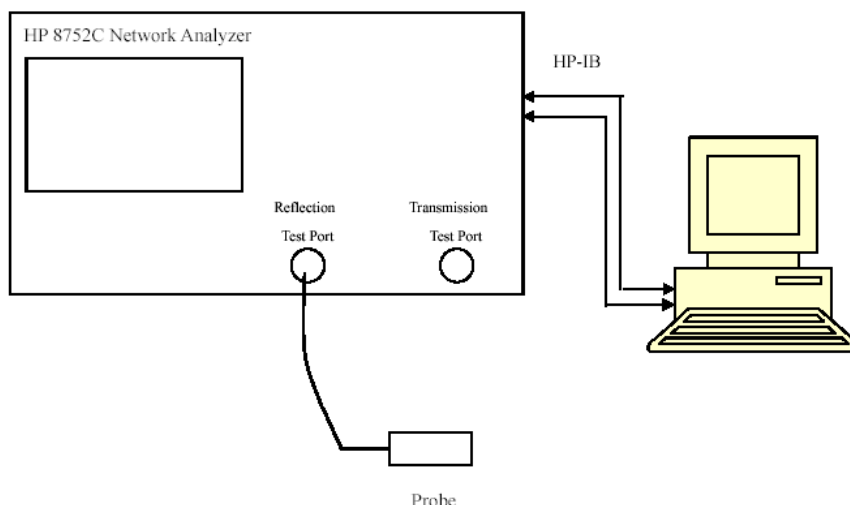 HP 8752C Network Analyzer
HP-IB
Reflection
Test Port
Transmission
Test Port
Probe